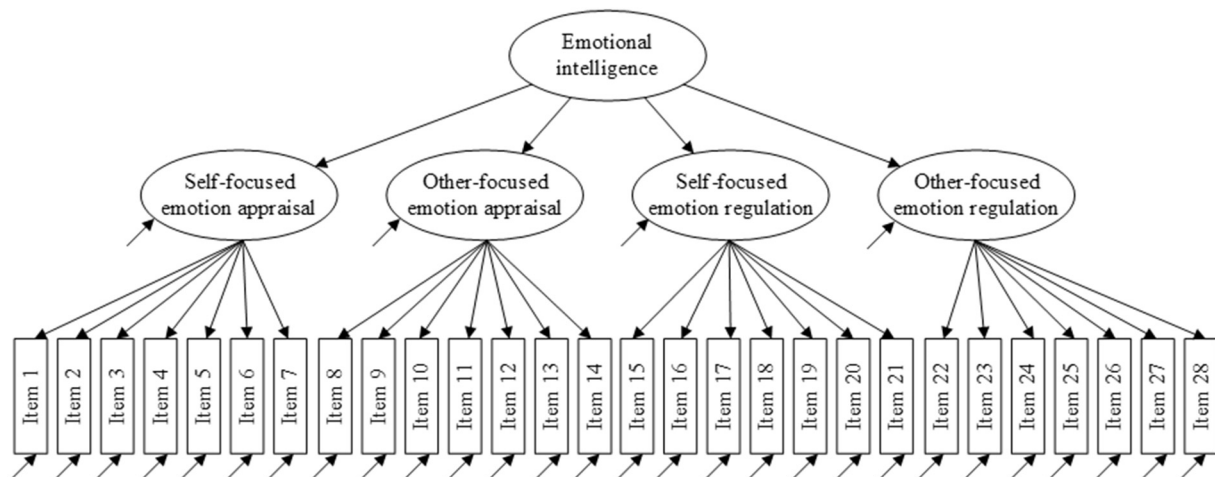 Emotional
intelligence
Self-focused
emotion appraisal
Other-focused
emotion appraisal
Self-focused
emotion regulation
Other-focused
emotion regulation
Item 1
Item 2
Item 3
Item 4
Item 5
Item 6
Item 7
Item 8
Item 9
Item 10
Item 11
Item 12
Item 13
Item 14
Item 15
Item 16
Item 17
Item 18
Item 19
Item 20
Item 21
Item 22
Item 23
Item 24
Item 25
Item 26
Item 27
Item 28